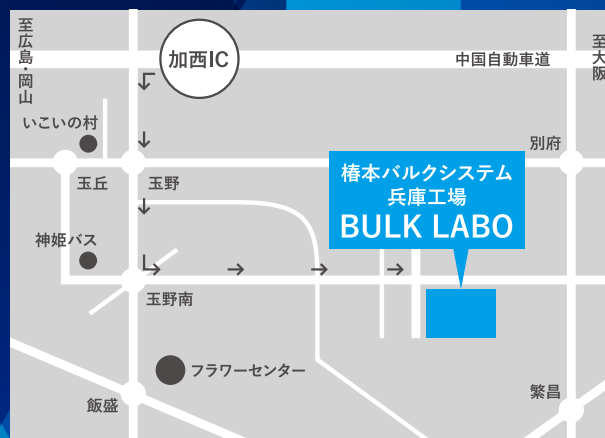 至広島・岡山
加西IC
中国自動車道
至大阪
いこいの村
別府
玉丘
玉野
椿本バルクシステム
兵庫工場
BULK LABO
神姫バス
玉野南
フラワーセンター
繁昌
飯盛